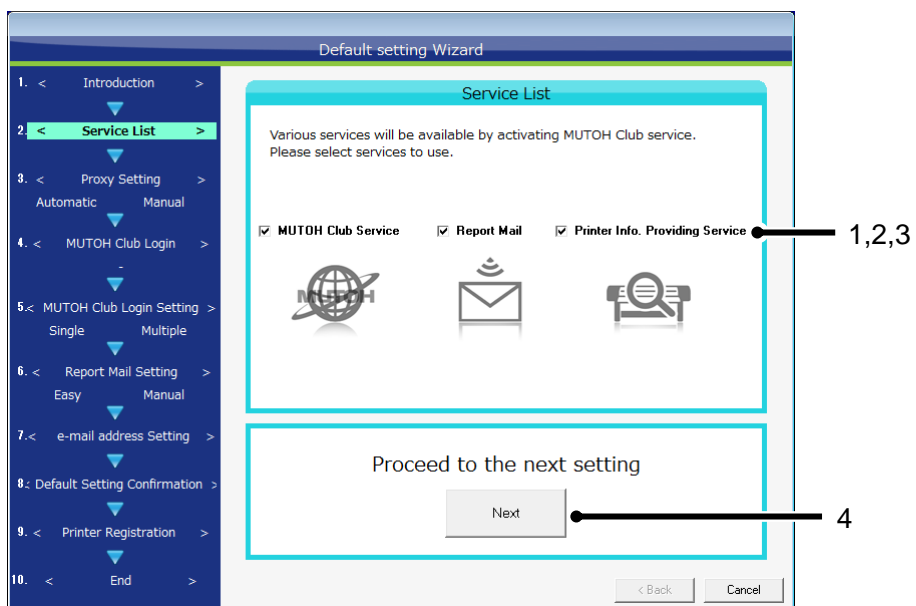 Default setting Wizard
1. < Introduction >
2. < Service List >
3. < Proxy Setting >
Automatic Manual
4. < MUTOH Club Login >
-
5.< MUTOH Club Login Setting >
Single Multiple
6. < Report Mail Setting >
Easy Manual
7.< e-mail address Setting >
8.< Default Setting Confirmation >
9. < Printer Registration >
10. < End >
Service List
Various services will be available by activating MUTOH Club service.
Please select services to use.
MUTOH Club Service Report Mail Printer Info. Providing Service
1,2,3
MUTOH
Proceed to the next setting
Next
4
< Back Cancel